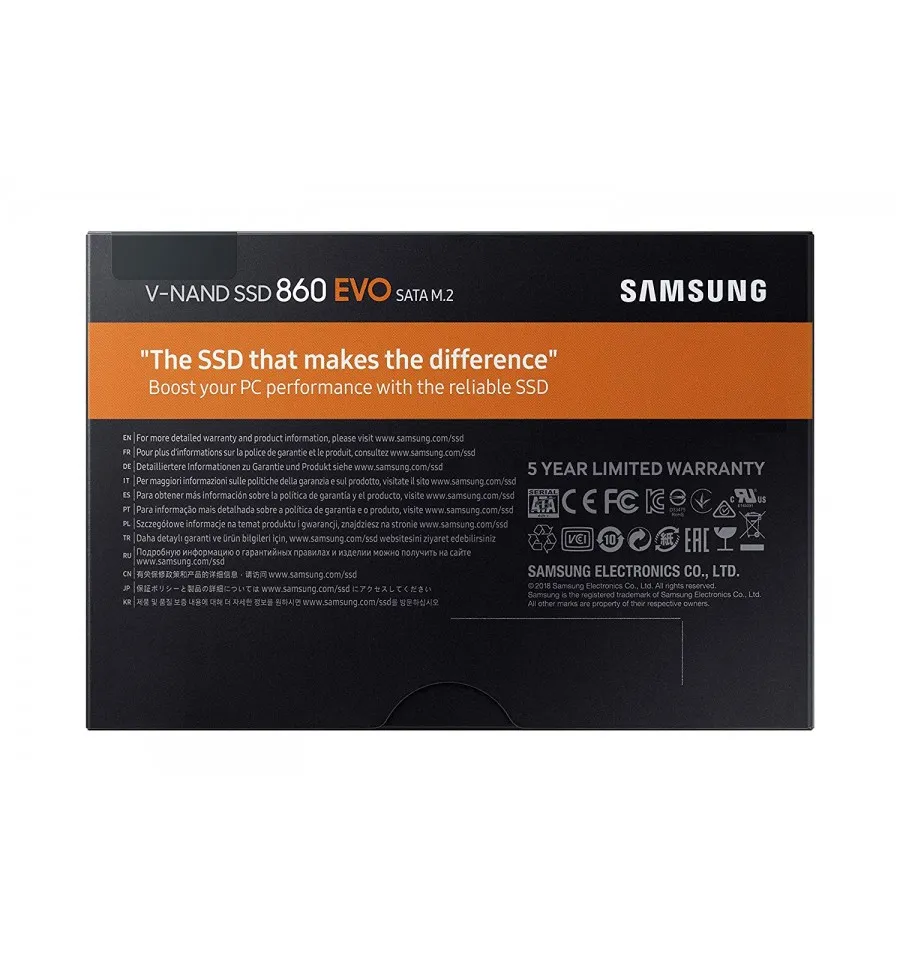 V-NAND SSD 860 EVO SATA M.2
SAMSUNG
"The SSD that makes the difference"
Boost your PC performance with the reliable SSD
EN For more detailed warranty and product information, please visit www.samsung.com/ssd
FR Pour plus d'informations sur la police de garantie et le produit, consultez www.samsung.com/ssd
DE Detailliertere Informationen zu Garantie und Produkt siehe www.samsung.com/ssd
IT Per maggiori informazioni sulle politiche della garanzia e sul prodotto, visitate il sito www.samsung.com/ssd
ES Para obtener más información sobre la política de garantía y el producto, visite www.samsung.com/ssd
PT Para informação mais detalhada sobre a política de garantia e o produto, visite www.samsung.com/ssd
PL Szczegółowe informacje na temat produktu i gwarancji, znajdziesz na stronie www.samsung.com/ssd
TR Daha detaylı garanti ve ürün bilgileri için, www.samsung.com/ssd websitesini ziyaret edebilirsiniz
RU Подробную информацию о гарантийных правилах и изделии можно получить на сайте
www.samsung.com/ssd
CN 有关保修政策和产品的详细信息，请访问 www.samsung.com/ssd
JP 保証ポリシーと製品の詳細については www.samsung.com/ssd にアクセスしてください
KR 제품 및 품질 보증 내용에 대해 더 자세한 정보를 원하시면 www.samsung.com/ssd를 방문하십시오
5 YEAR LIMITED WARRANTY
SERIAL ATA CE FC c RU US
VCI 10 紙 EAC
SAMSUNG ELECTRONICS CO., LTD.
© 2018 Samsung Electronics Co., Ltd. All rights reserved.
Samsung is the registered trademark of Samsung Electronics Co., Ltd.
All other marks are property of their respective owners.